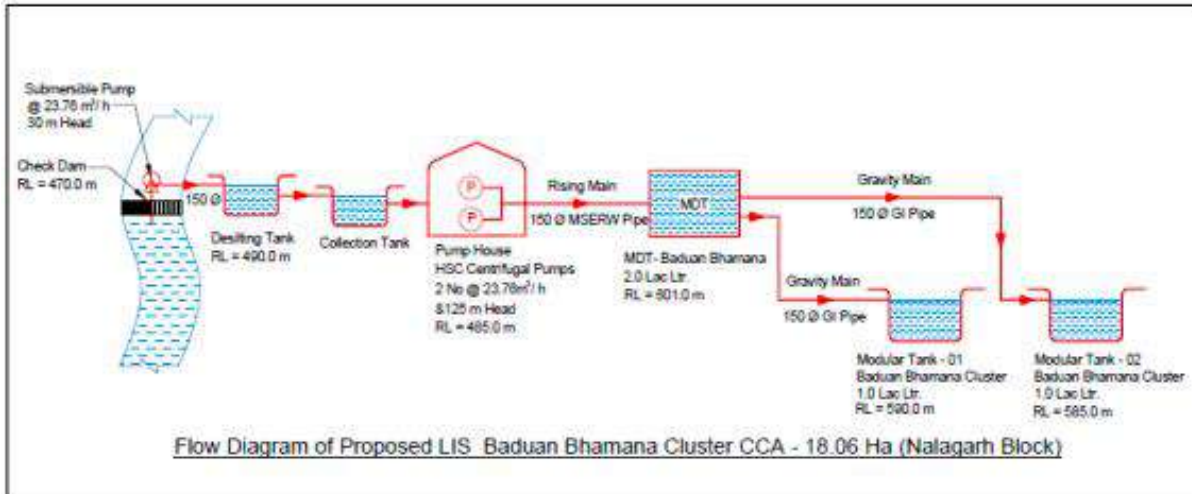 Submersible Pump
@ 23.76 m³/ h
30 m Head
Check Dam
RL = 470.0 m
150 Ø
Desilting Tank
RL = 490.0 m
Collection Tank
P
P
Pump House
HSC Centrifugal Pumps
2 No @ 23.76m³/ h
&125 m Head
RL = 485.0 m
Rising Main
150 Ø MSERW Pipe
MDT
MDT- Baduan Bhamana
2.0 Lac Ltr.
RL = 601.0 m
Gravity Main
150 Ø GI Pipe
Gravity Main
150 Ø GI Pipe
Modular Tank - 01
Baduan Bhamana Cluster
1.0 Lac Ltr.
RL = 590.0 m
Modular Tank - 02
Baduan Bhamana Cluster
1.0 Lac Ltr.
RL = 585.0 m
Flow Diagram of Proposed LIS Baduan Bhamana Cluster CCA - 18.06 Ha (Nalagarh Block)